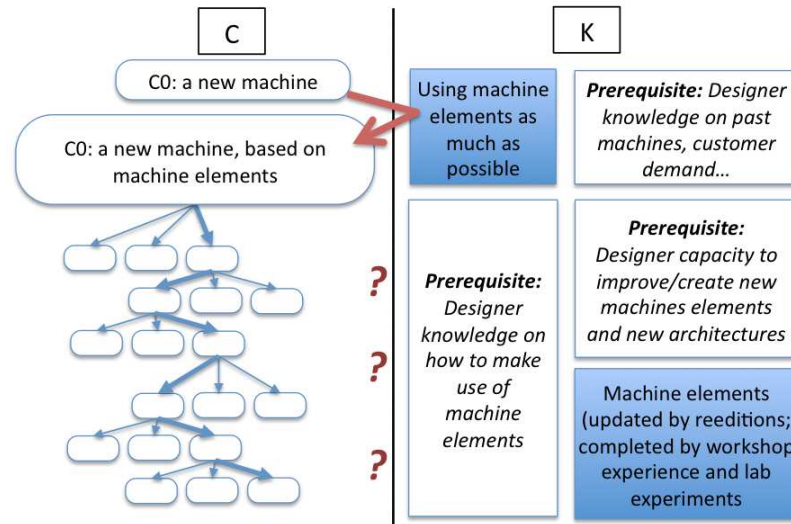 C
K
C0: a new machine
C0: a new machine, based on
machine elements
?
?
?
Using machine
elements as
much as
possible
Prerequisite: Designer
knowledge on past
machines, customer
demand…
Prerequisite:
Designer
knowledge on
how to make
use of
machine
elements
Prerequisite:
Designer capacity to
improve/create new
machines elements
and new architectures
Machine elements
(updated by reeditions;
completed by workshop
experience and lab
experiments